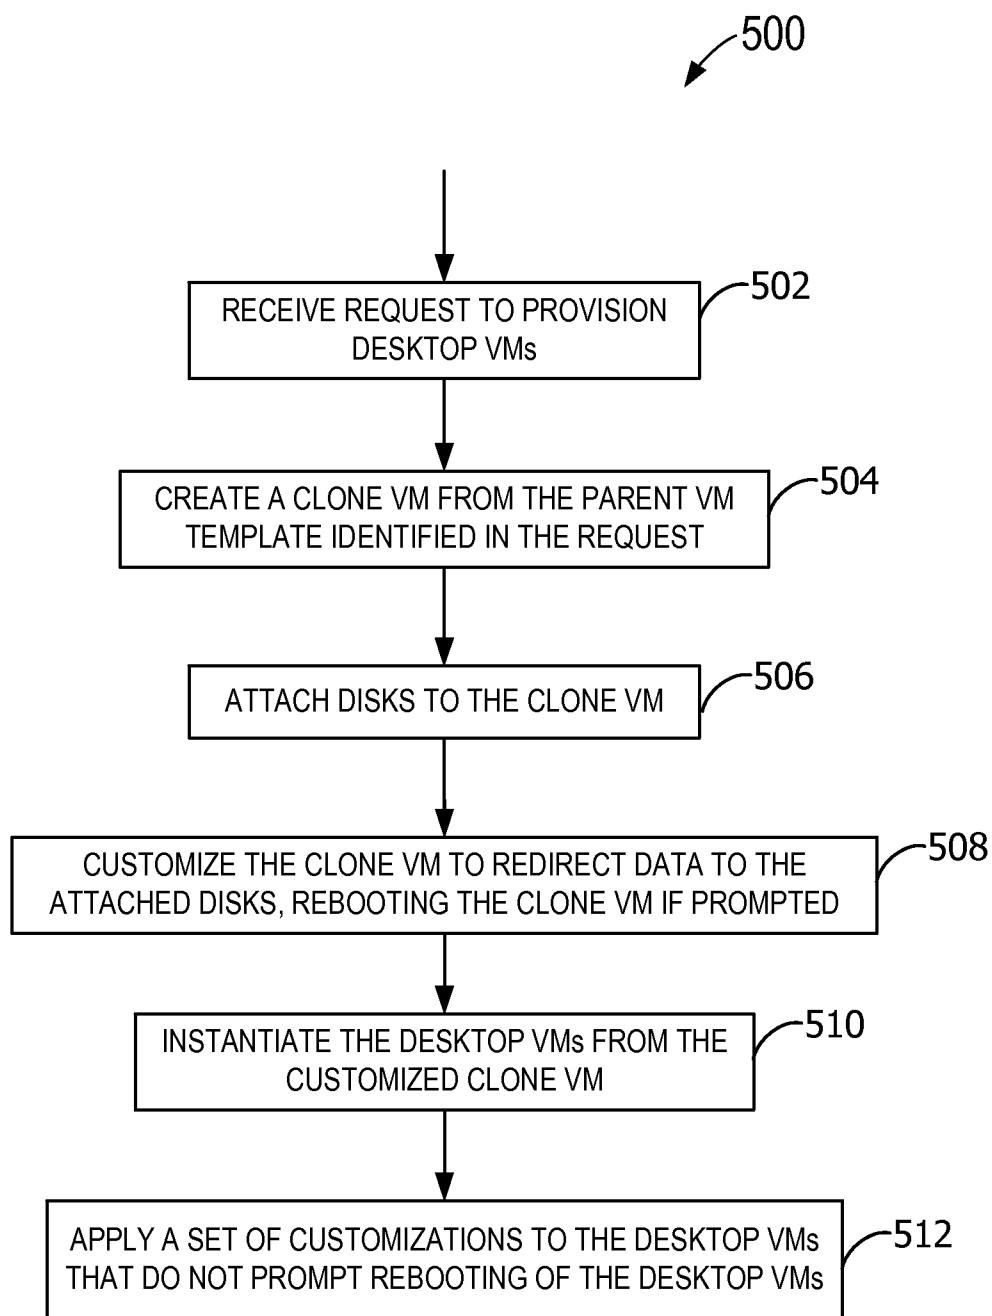 500
502
RECEIVE REQUEST TO PROVISION
DESKTOP VMs
504
CREATE A CLONE VM FROM THE PARENT VM
TEMPLATE IDENTIFIED IN THE REQUEST
506
ATTACH DISKS TO THE CLONE VM
508
CUSTOMIZE THE CLONE VM TO REDIRECT DATA TO THE
ATTACHED DISKS, REBOOTING THE CLONE VM IF PROMPTED
510
INSTANTIATE THE DESKTOP VMs FROM THE
CUSTOMIZED CLONE VM
512
APPLY A SET OF CUSTOMIZATIONS TO THE DESKTOP VMs
THAT DO NOT PROMPT REBOOTING OF THE DESKTOP VMs